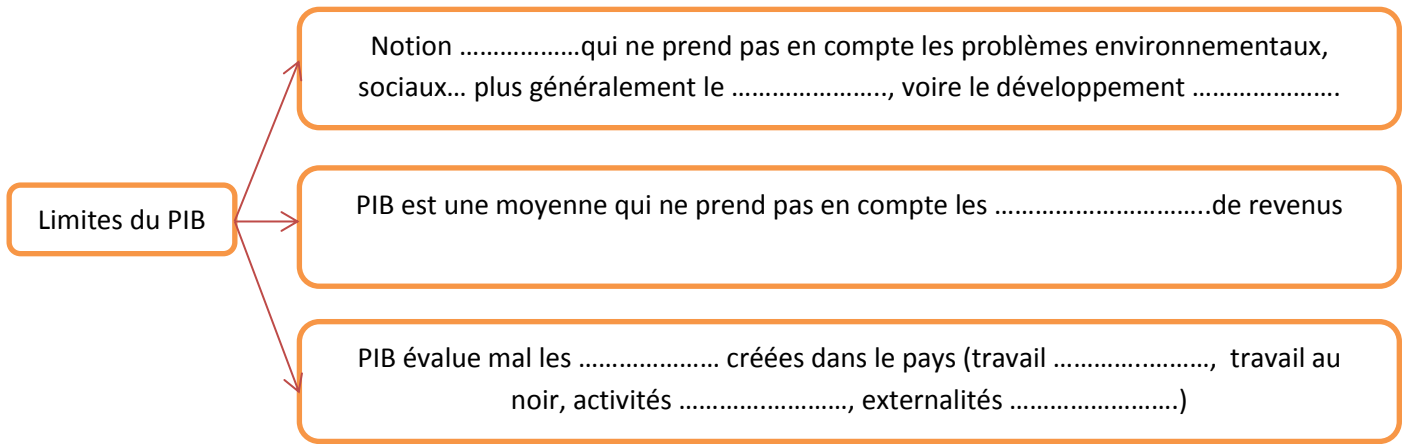 Notion ………………qui ne prend pas en compte les problèmes environnementaux,
sociaux… plus généralement le ………………….., voire le développement ………………….
Limites du PIB
PIB est une moyenne qui ne prend pas en compte les …………………………..de revenus
PIB évalue mal les ………………… créées dans le pays (travail …………..………, travail au
noir, activités ………….…………, externalités ………………….)